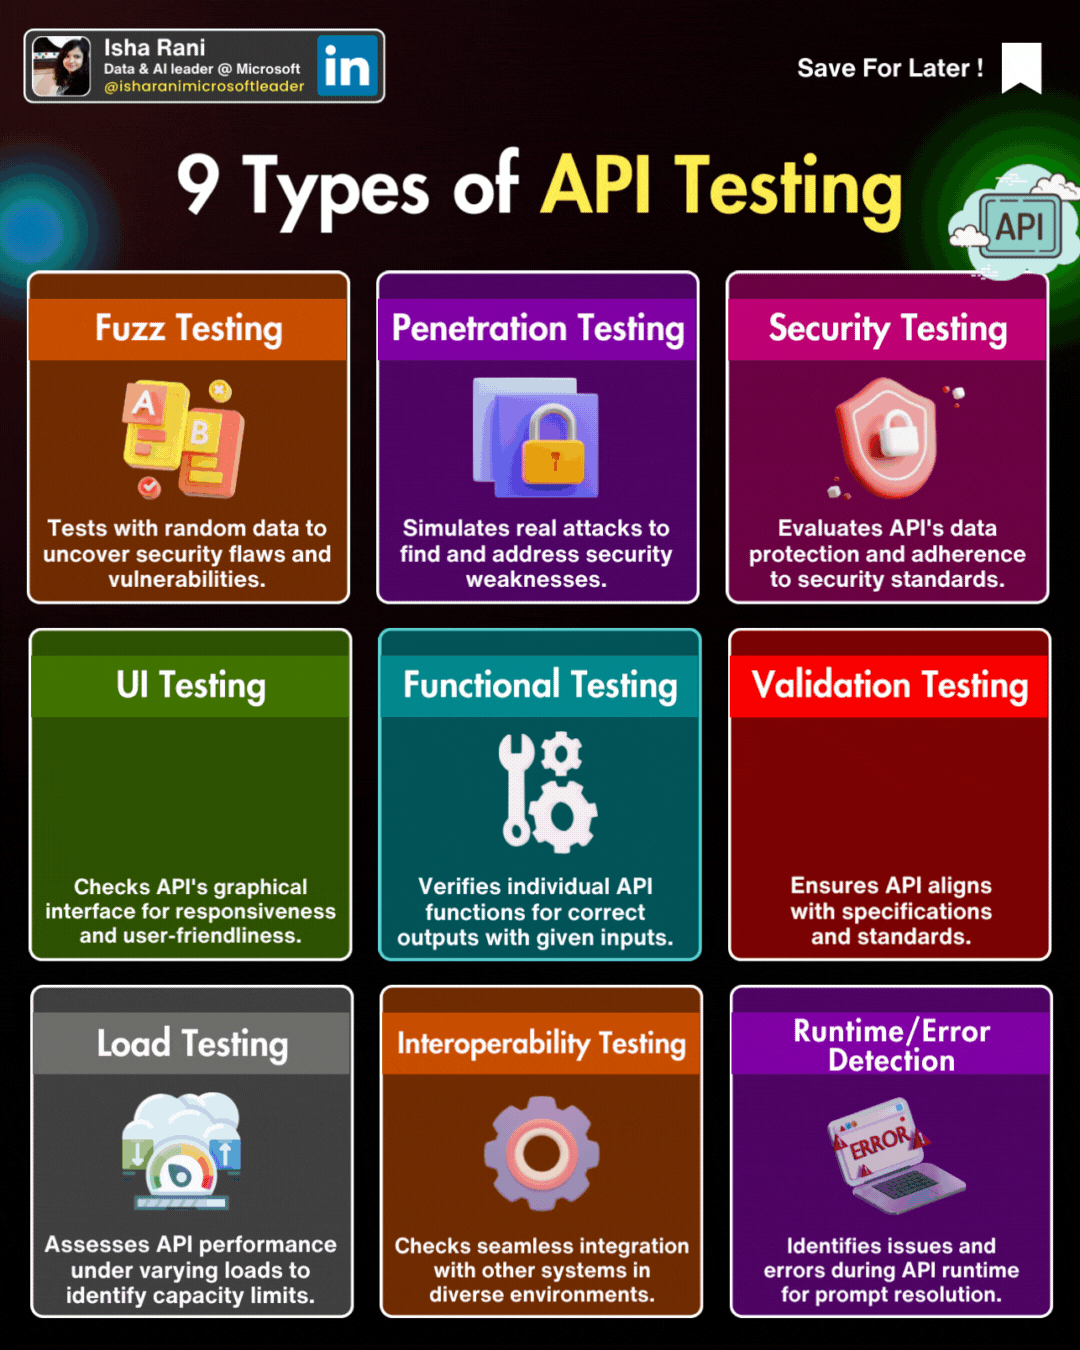 Isha Rani
Data & AI leader @ Microsoft
@isharanimicrosoftleader
in
Save For Later !
9 Types of API Testing
API
Fuzz Testing
A
B
Tests with random data to
uncover security flaws and
vulnerabilities.
Penetration Testing
Simulates real attacks to
find and address security
weaknesses.
Security Testing
Evaluates API's data
protection and adherence
to security standards.
UI Testing
Checks API's graphical
interface for responsiveness
and user-friendliness.
Functional Testing
Verifies individual API
functions for correct
outputs with given inputs.
Validation Testing
Ensures API aligns
with specifications
and standards.
Load Testing
Assesses API performance
under varying loads to
identify capacity limits.
Interoperability Testing
Checks seamless integration
with other systems in
diverse environments.
Runtime/Error
Detection
ERROR
Identifies issues and
errors during API runtime
for prompt resolution.